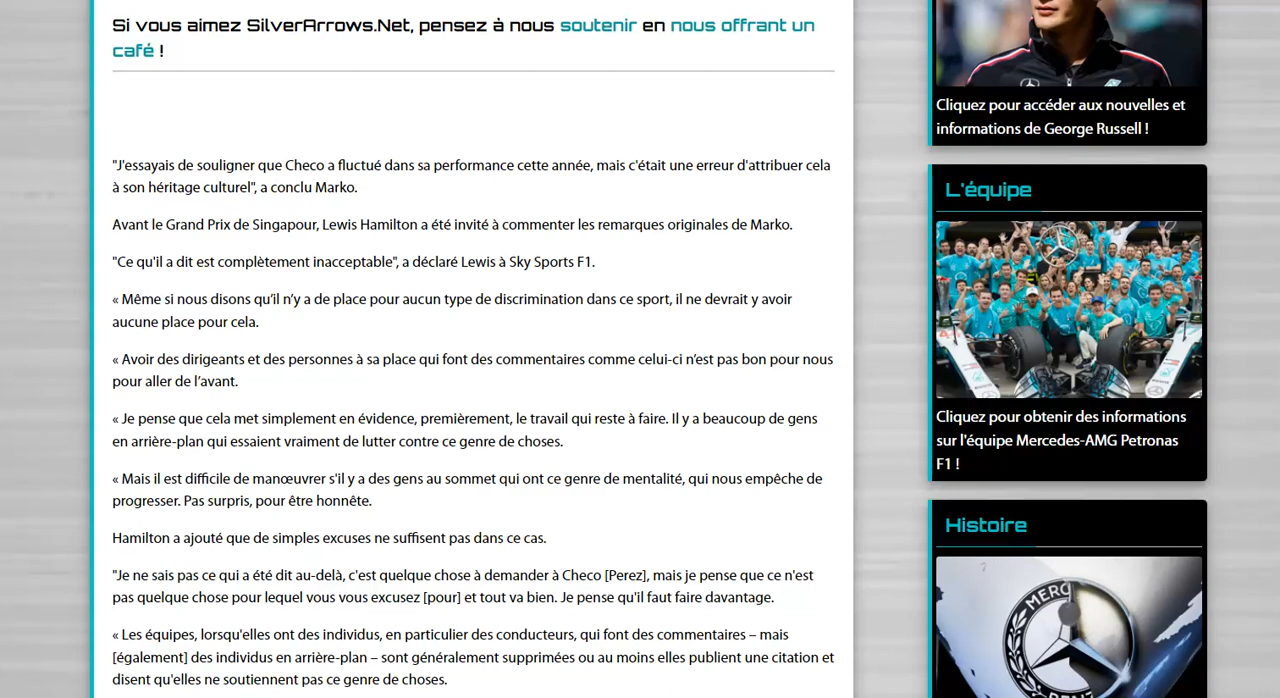 Si vous aimez SilverArrows.Net, pensez à nous soutenir en nous offrant un
café !
"J'essayais de souligner que Checo a fluctué dans sa performance cette année, mais c'était une erreur d'attribuer cela
à son héritage culturel", a conclu Marko.
Avant le Grand Prix de Singapour, Lewis Hamilton a été invité à commenter les remarques originales de Marko.
"Ce qu'il a dit est complètement inacceptable", a déclaré Lewis à Sky Sports F1.
« Même si nous disons qu’il n’y a de place pour aucun type de discrimination dans ce sport, il ne devrait y avoir
aucune place pour cela.
« Avoir des dirigeants et des personnes à sa place qui font des commentaires comme celui-ci n’est pas bon pour nous
pour aller de l’avant.
« Je pense que cela met simplement en évidence, premièrement, le travail qui reste à faire. Il y a beaucoup de gens
en arrière-plan qui essaient vraiment de lutter contre ce genre de choses.
« Mais il est difficile de manœuvrer s'il y a des gens au sommet qui ont ce genre de mentalité, qui nous empêche de
progresser. Pas surpris, pour être honnête.
Hamilton a ajouté que de simples excuses ne suffisent pas dans ce cas.
"Je ne sais pas ce qui a été dit au-delà, c'est quelque chose à demander à Checo [Perez], mais je pense que ce n'est
pas quelque chose pour lequel vous vous excusez [pour] et tout va bien. Je pense qu'il faut faire davantage.
« Les équipes, lorsqu'elles ont des individus, en particulier des conducteurs, qui font des commentaires – mais
[également] des individus en arrière-plan – sont généralement supprimées ou au moins elles publient une citation et
disent qu'elles ne soutiennent pas ce genre de choses.
Cliquez pour accéder aux nouvelles et
informations de George Russell !
L'équipe
Cliquez pour obtenir des informations
sur l'équipe Mercedes-AMG Petronas
F1 !
Histoire